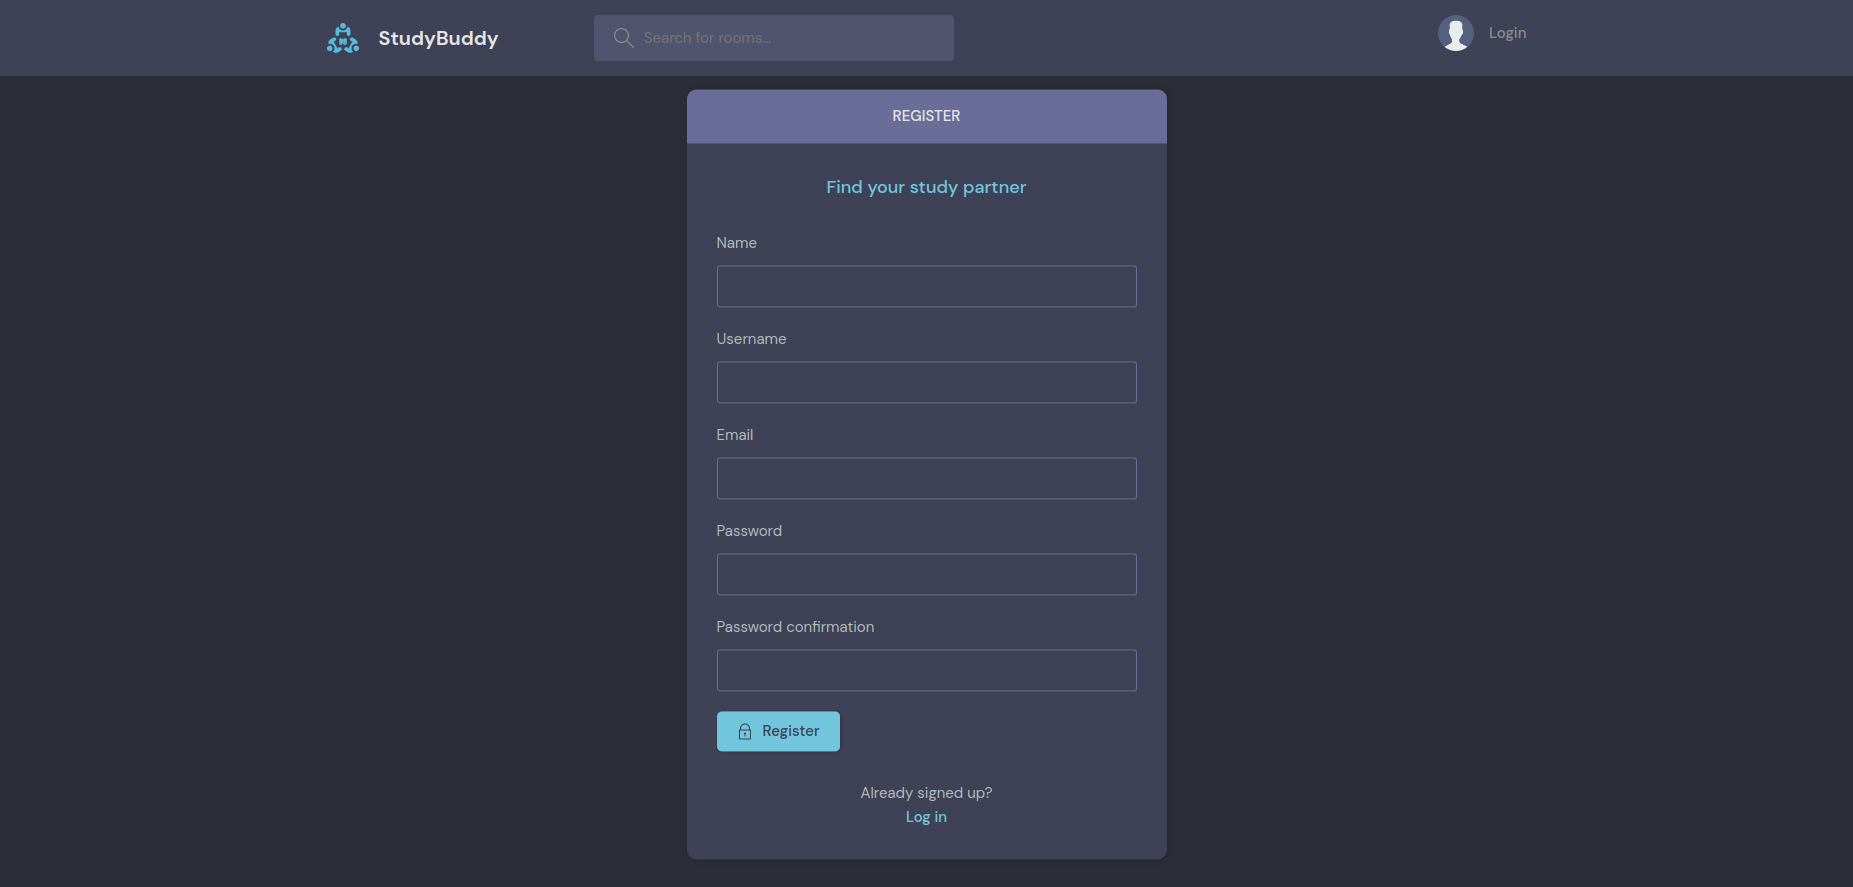 StudyBuddy
Search for rooms...
Login
REGISTER
Find your study partner
Name
Username
Email
Password
Password confirmation
Register
Already signed up?
Log in